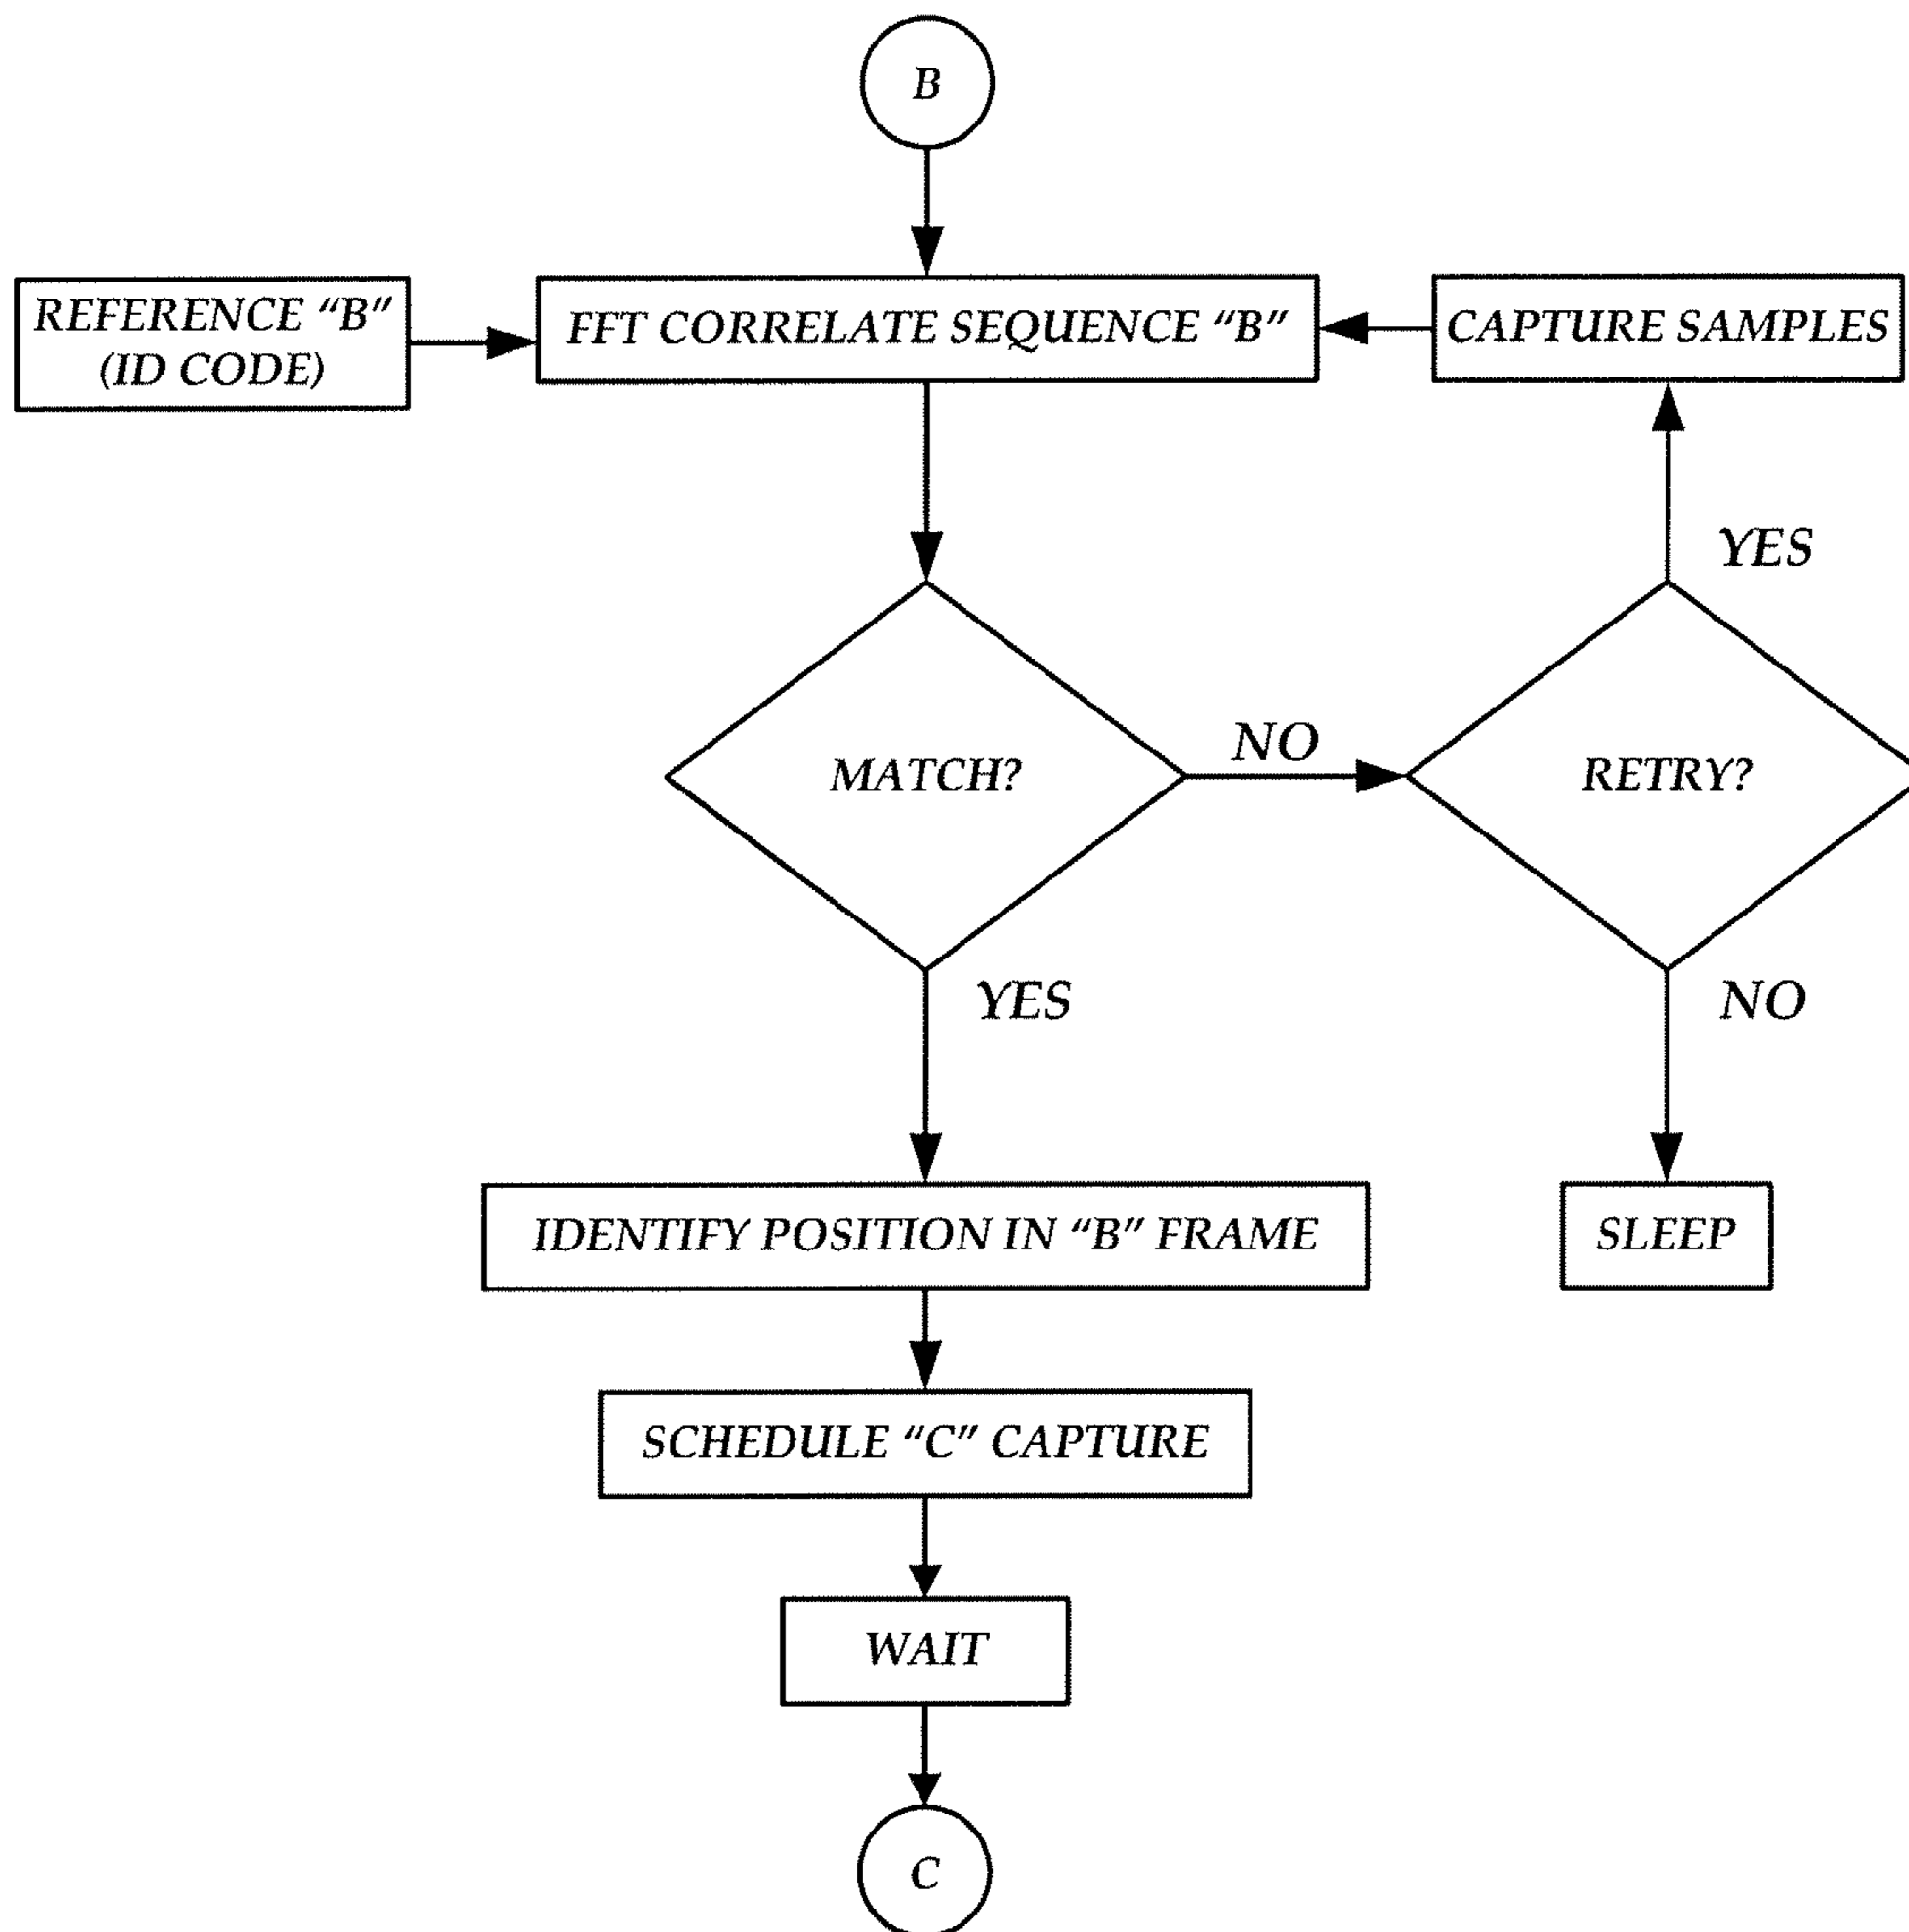 B
REFERENCE "B"
(ID CODE)
FFT CORRELATE SEQUENCE "B"
CAPTURE SAMPLES
YES
MATCH?
NO
RETRY?
YES
NO
IDENTIFY POSITION IN "B" FRAME
SLEEP
SCHEDULE "C" CAPTURE
WAIT
C